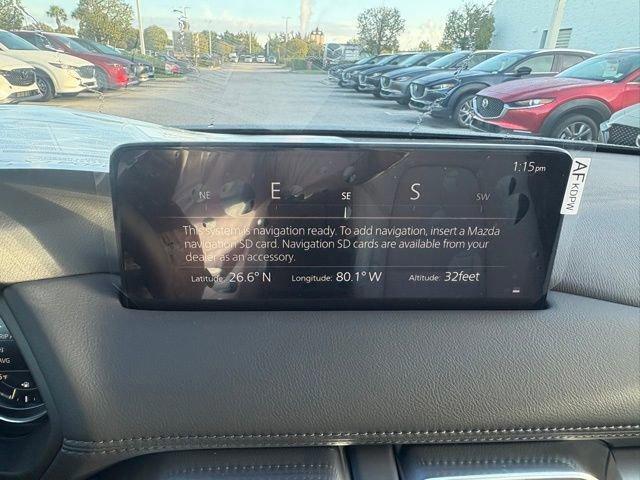 1:15pm
NE E SE S SW
This system is navigation ready. To add navigation, insert a Mazda
navigation SD card. Navigation SD cards are available from your
dealer as an accessory.
Latitude: 26.6° N Longitude: 80.1° W Altitude: 32feet
AF KDPW
AVG